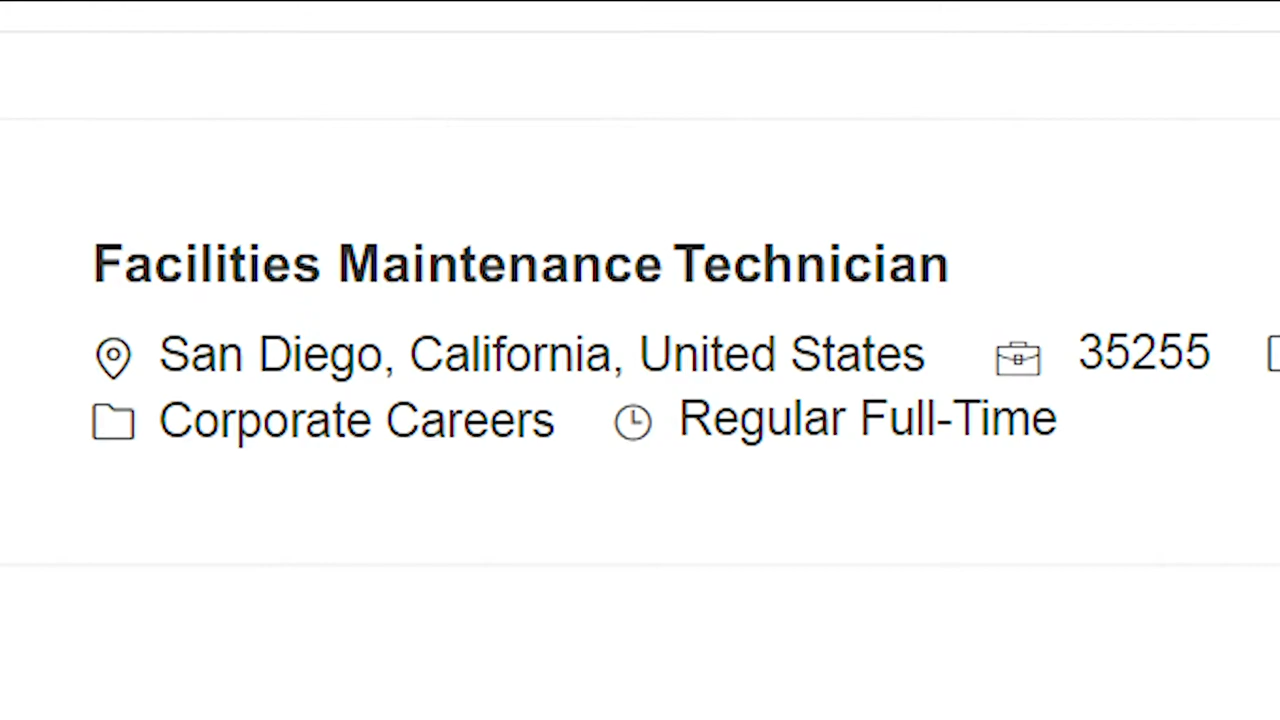 Facilities Maintenance Technician
San Diego, California, United States 35255
Corporate Careers Regular Full-Time